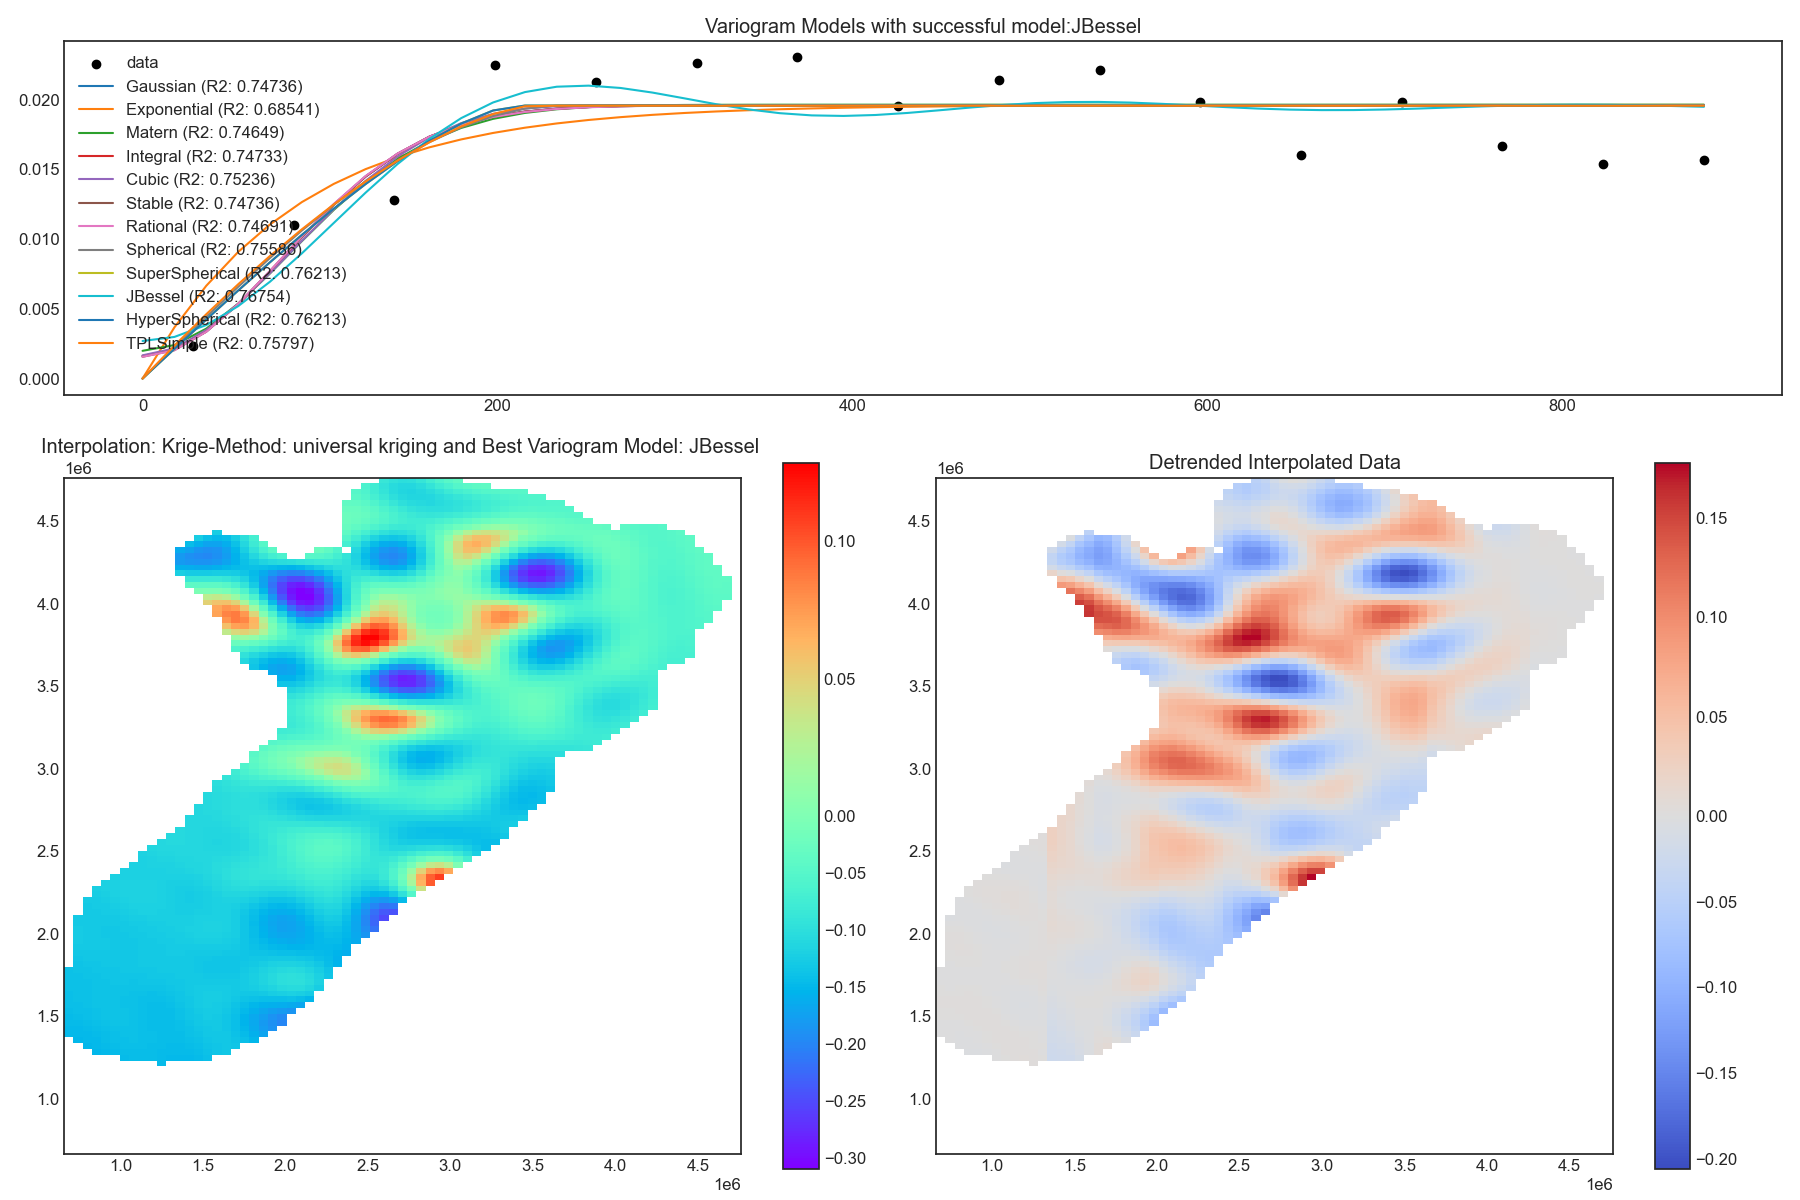 Variogram Models with successful model:JBessel
data
Gaussian (R2: 0.74736)
Exponential (R2: 0.68541)
Matern (R2: 0.74649)
Integral (R2: 0.74733)
Cubic (R2: 0.75236)
Stable (R2: 0.74736)
Rational (R2: 0.74691)
Spherical (R2: 0.75586)
SuperSpherical (R2: 0.76213)
JBessel (R2: 0.76754)
HyperSpherical (R2: 0.76213)
TPLSimple (R2: 0.75797)
0.020
0.015
0.010
0.005
0.000
0 200 400 600 800
Interpolation: Krige-Method: universal kriging and Best Variogram Model: JBessel
1e6
4.5
4.0
3.5
3.0
2.5
2.0
1.5
1.0
1.0 1.5 2.0 2.5 3.0 3.5 4.0 4.5
1e6
0.10
0.05
0.00
−0.05
−0.10
−0.15
−0.20
−0.25
−0.30
Detrended Interpolated Data
1e6
4.5
4.0
3.5
3.0
2.5
2.0
1.5
1.0
1.0 1.5 2.0 2.5 3.0 3.5 4.0 4.5
1e6
0.15
0.10
0.05
0.00
−0.05
−0.10
−0.15
−0.20